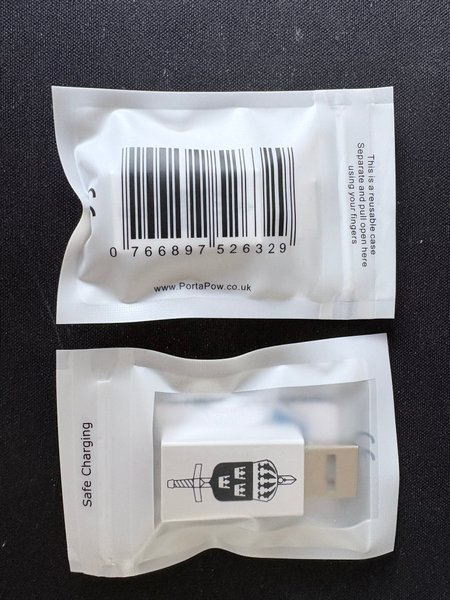 This is a reusable case
Separate and pull open here
using your fingers
0 766897 526329
www.PortaPow.co.uk
Safe Charging